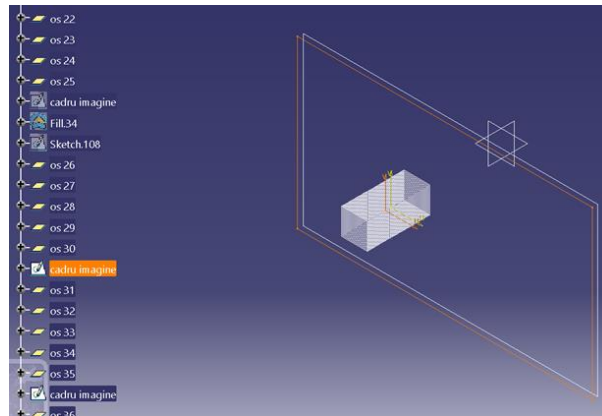 os 22
os 23
os 24
os 25
cadru imagine
Fill.34
Sketch.108
os 26
os 27
os 28
os 29
os 30
cadru imagine
os 31
os 32
os 33
os 34
os 35
cadru imagine
os 36